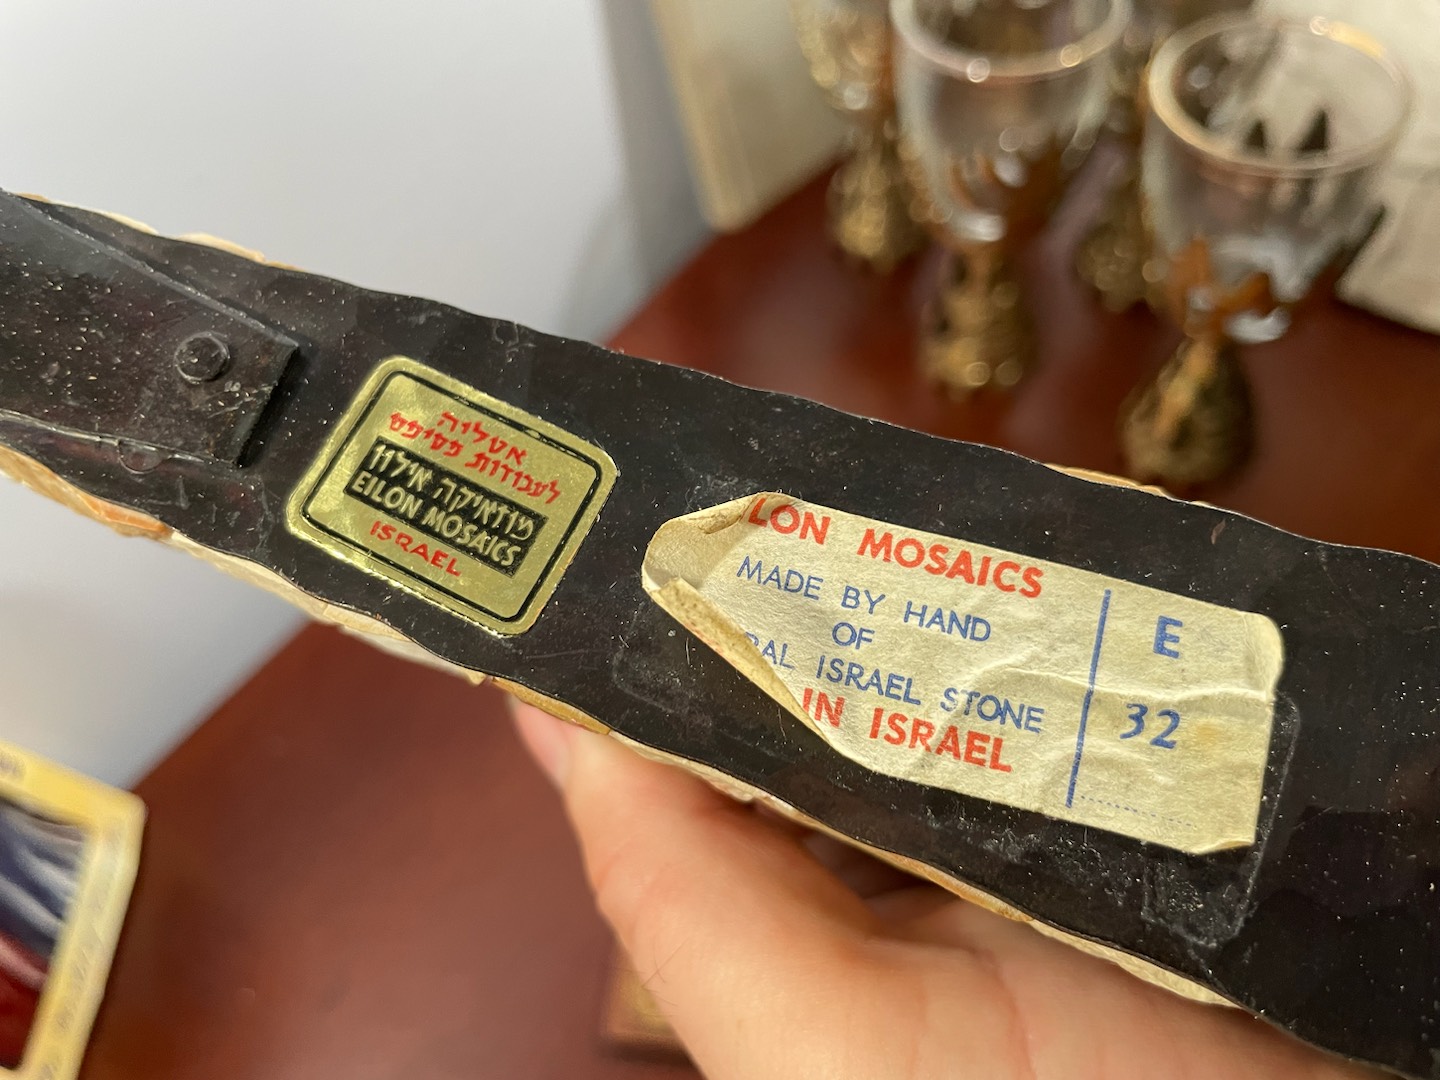 אטליה
לעבודות פסיפס
מוזאיקה אילון
EILON MOSAICS
ISRAEL
LON MOSAICS
MADE BY HAND
OF
RAL ISRAEL STONE
IN ISRAEL
E
32